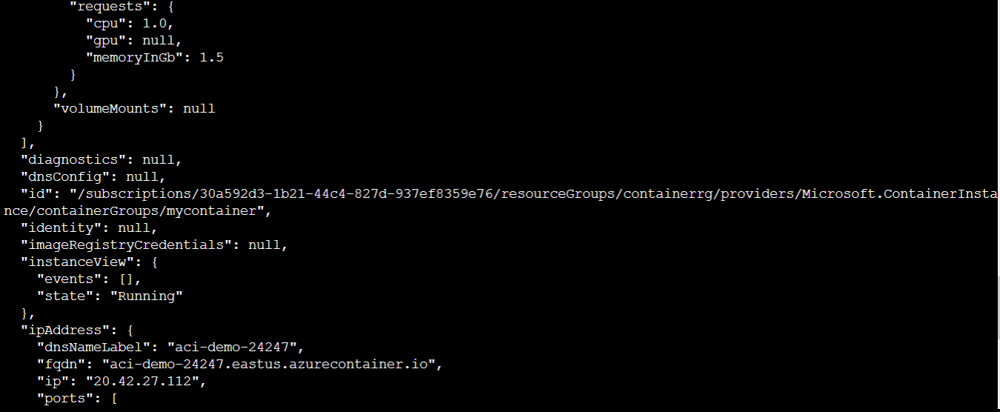 "requests": {
"cpu": 1.0,
"gpu": null,
"memoryInGb": 1.5
}
},
"volumeMounts": null
}
],
"diagnostics": null,
"dnsConfig": null,
"id": "/subscriptions/30a592d3-1b21-44c4-827d-937ef8359e76/resourceGroups/containerrg/providers/Microsoft.ContainerInsta
nce/containerGroups/mycontainer",
"identity": null,
"imageRegistryCredentials": null,
"instanceView": {
"events": [],
"state": "Running"
},
"ipAddress": {
"dnsNameLabel": "aci-demo-24247",
"fqdn": "aci-demo-24247.eastus.azurecontainer.io",
"ip": "20.42.27.112",
"ports": [